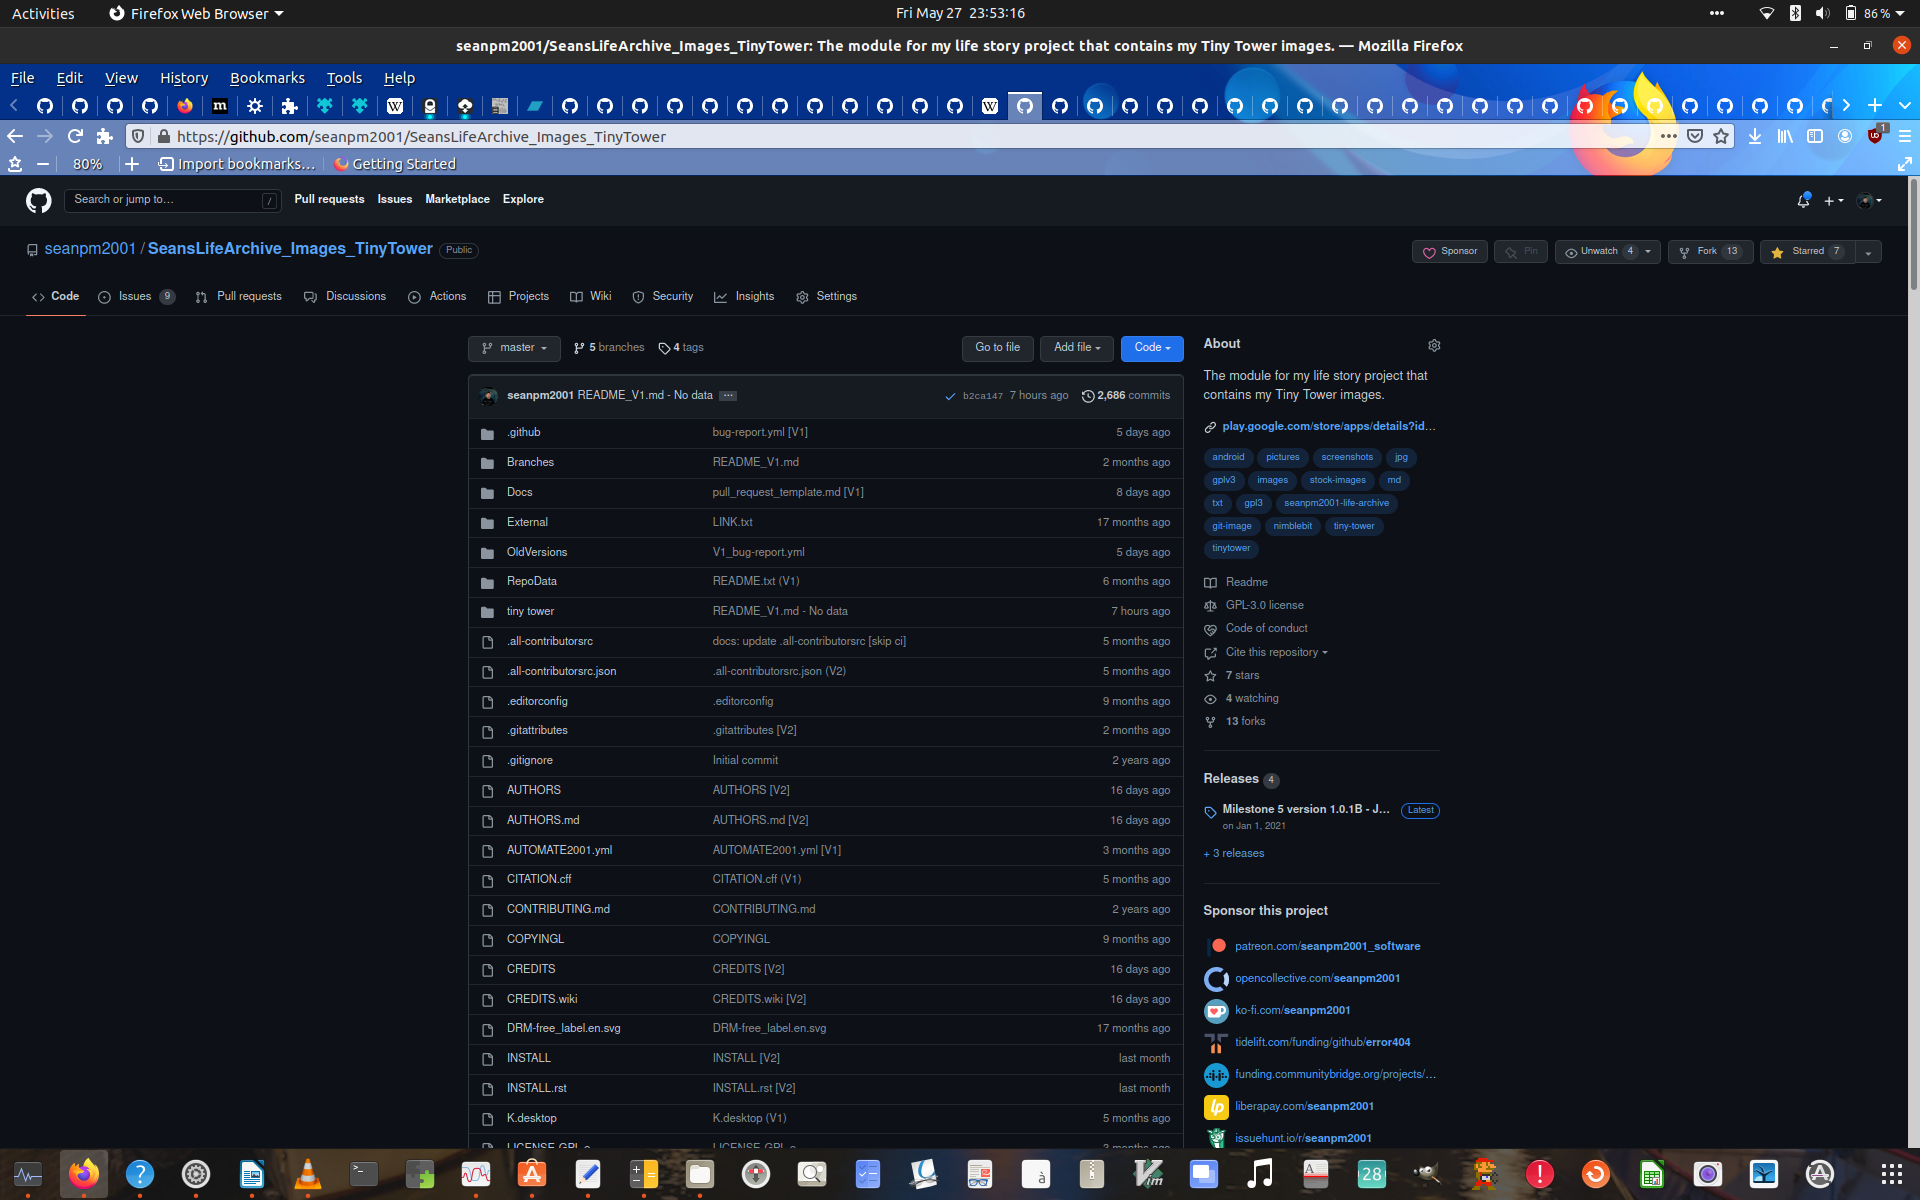 Activities Firefox Web Browser Fri May 27 23:53:16 86 %
seanpm2001/SeansLifeArchive_Images_TinyTower: The module for my life story project that contains my Tiny Tower images. — Mozilla Firefox
File Edit View History Bookmarks Tools Help
https://github.com/seanpm2001/SeansLifeArchive_Images_TinyTower
80% Import bookmarks... Getting Started
Search or jump to... / Pull requests Issues Marketplace Explore
seanpm2001 / SeansLifeArchive_Images_TinyTower Public
Sponsor Pin Unwatch 4 Fork 13 Starred 7
Code Issues 9 Pull requests Discussions Actions Projects Wiki Security Insights Settings
master 5 branches 4 tags Go to file Add file Code
seanpm2001 README_V1.md - No data ... b2ca147 7 hours ago 2,686 commits
.github bug-report.yml [V1] 5 days ago
Branches README_V1.md 2 months ago
Docs pull_request_template.md [V1] 8 days ago
External LINK.txt 17 months ago
OldVersions V1_bug-report.yml 5 days ago
RepoData README.txt (V1) 6 months ago
tiny tower README_V1.md - No data 7 hours ago
.all-contributorsrc docs: update .all-contributorsrc [skip ci] 5 months ago
.all-contributorsrc.json .all-contributorsrc.json (V2) 5 months ago
.editorconfig .editorconfig 9 months ago
.gitattributes .gitattributes [V2] 2 months ago
.gitignore Initial commit 2 years ago
AUTHORS AUTHORS [V2] 16 days ago
AUTHORS.md AUTHORS.md [V2] 16 days ago
AUTOMATE2001.yml AUTOMATE2001.yml [V1] 3 months ago
CITATION.cff CITATION.cff (V1) 5 months ago
CONTRIBUTING.md CONTRIBUTING.md 2 years ago
COPYINGL COPYINGL 9 months ago
CREDITS CREDITS [V2] 16 days ago
CREDITS.wiki CREDITS.wiki [V2] 16 days ago
DRM-free_label.en.svg DRM-free_label.en.svg 17 months ago
INSTALL INSTALL [V2] last month
INSTALL.rst INSTALL.rst [V2] last month
K.desktop K.desktop (V1) 5 months ago
About
The module for my life story project that
contains my Tiny Tower images.
play.google.com/store/apps/details?id...
android pictures screenshots jpg
gplv3 images stock-images md
txt gpl3 seanpm2001-life-archive
git-image nimblebit tiny-tower
tinytower
Readme
GPL-3.0 license
Code of conduct
Cite this repository
7 stars
4 watching
13 forks
Releases 4
Milestone 5 version 1.0.1B - J... Latest
on Jan 1, 2021
+ 3 releases
Sponsor this project
patreon.com/seanpm2001_software
opencollective.com/seanpm2001
ko-fi.com/seanpm2001
tidelift.com/funding/github/error404
funding.communitybridge.org/projects/...
liberapay.com/seanpm2001
issuehunt.io/r/seanpm2001
28